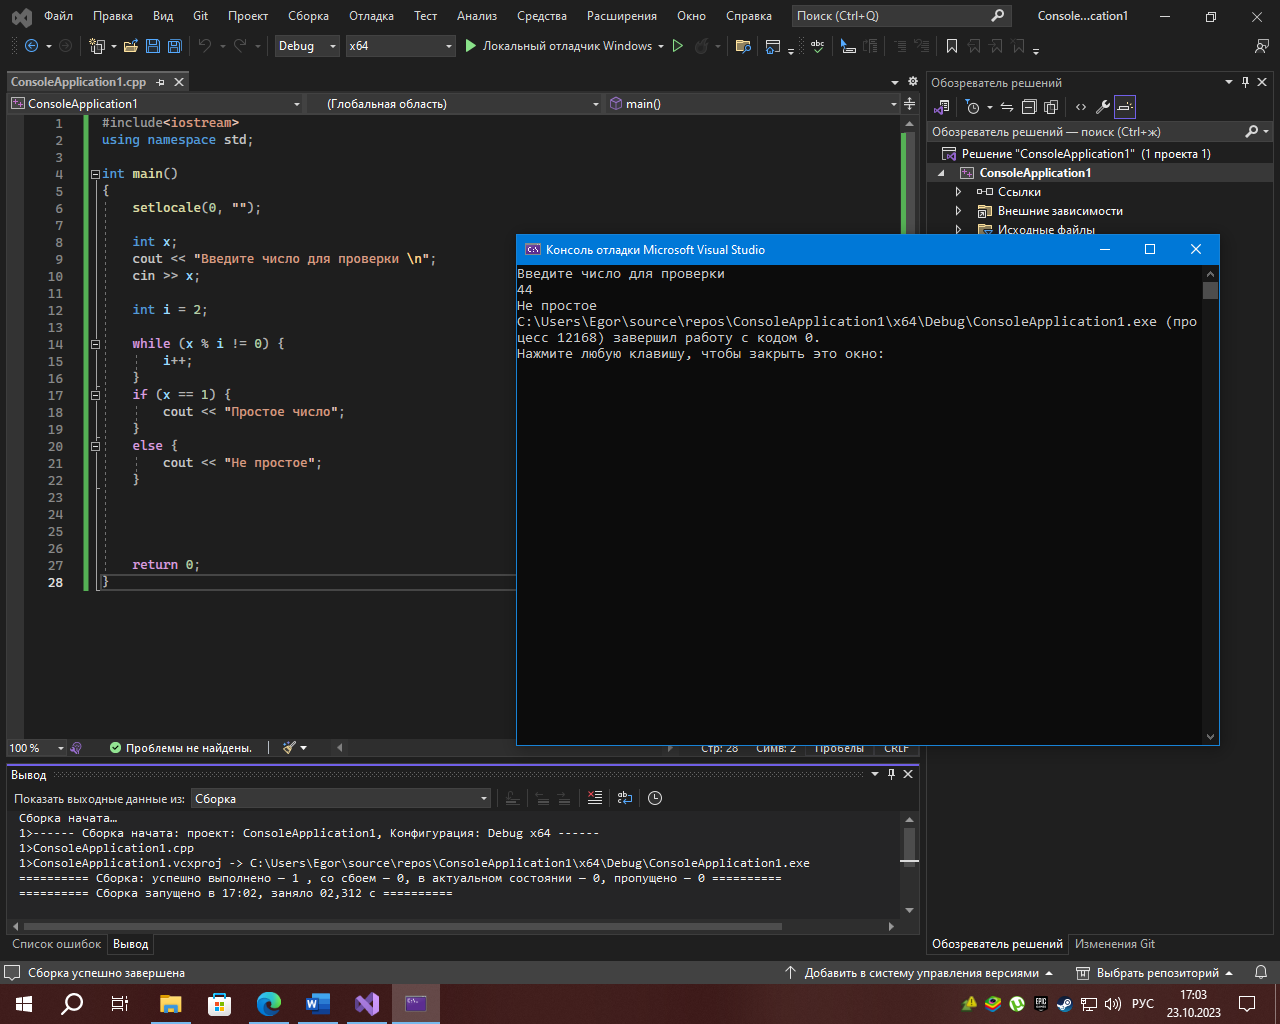 Файл Правка Вид Git Проект Сборка Отладка Тест Анализ Средства Расширения Окно Справка Поиск (Ctrl+Q) Console...cation1
Debug x64 Локальный отладчик Windows
ConsoleApplication1.cpp
ConsoleApplication1 (Глобальная область) main()
1 #include<iostream>
2 using namespace std;
3
4 int main()
5 {
6 setlocale(0, "");
7
8 int x;
9 cout << "Введите число для проверки \n";
10 cin >> x;
11
12 int i = 2;
13
14 while (x % i != 0) {
15 i++;
16 }
17 if (x == 1) {
18 cout << "Простое число";
19 }
20 else {
21 cout << "Не простое";
22 }
23
24
25
26
27 return 0;
28 }
100 % Проблемы не найдены. Стр: 28 Симв: 2 Пробелы CRLF
Обозреватель решений
Обозреватель решений — поиск (Ctrl+ж)
Решение "ConsoleApplication1" (1 проекта 1)
ConsoleApplication1
Ссылки
Внешние зависимости
Исходные файлы
Консоль отладки Microsoft Visual Studio
Введите число для проверки
44
Не простое
C:\Users\Egor\source\repos\ConsoleApplication1\x64\Debug\ConsoleApplication1.exe (про
цесс 12168) завершил работу с кодом 0.
Нажмите любую клавишу, чтобы закрыть это окно:
Вывод
Показать выходные данные из: Сборка
Сборка начата…
1>------ Сборка начата: проект: ConsoleApplication1, Конфигурация: Debug x64 ------
1>ConsoleApplication1.cpp
1>ConsoleApplication1.vcxproj -> C:\Users\Egor\source\repos\ConsoleApplication1\x64\Debug\ConsoleApplication1.exe
========== Сборка: успешно выполнено — 1 , со сбоем — 0, в актуальном состоянии — 0, пропущено — 0 ==========
========== Сборка запущено в 17:02, заняло 02,312 с ==========
Список ошибок Вывод
Обозреватель решений Изменения Git
Сборка успешно завершена Добавить в систему управления версиями Выбрать репозиторий
РУС 17:03
23.10.2023